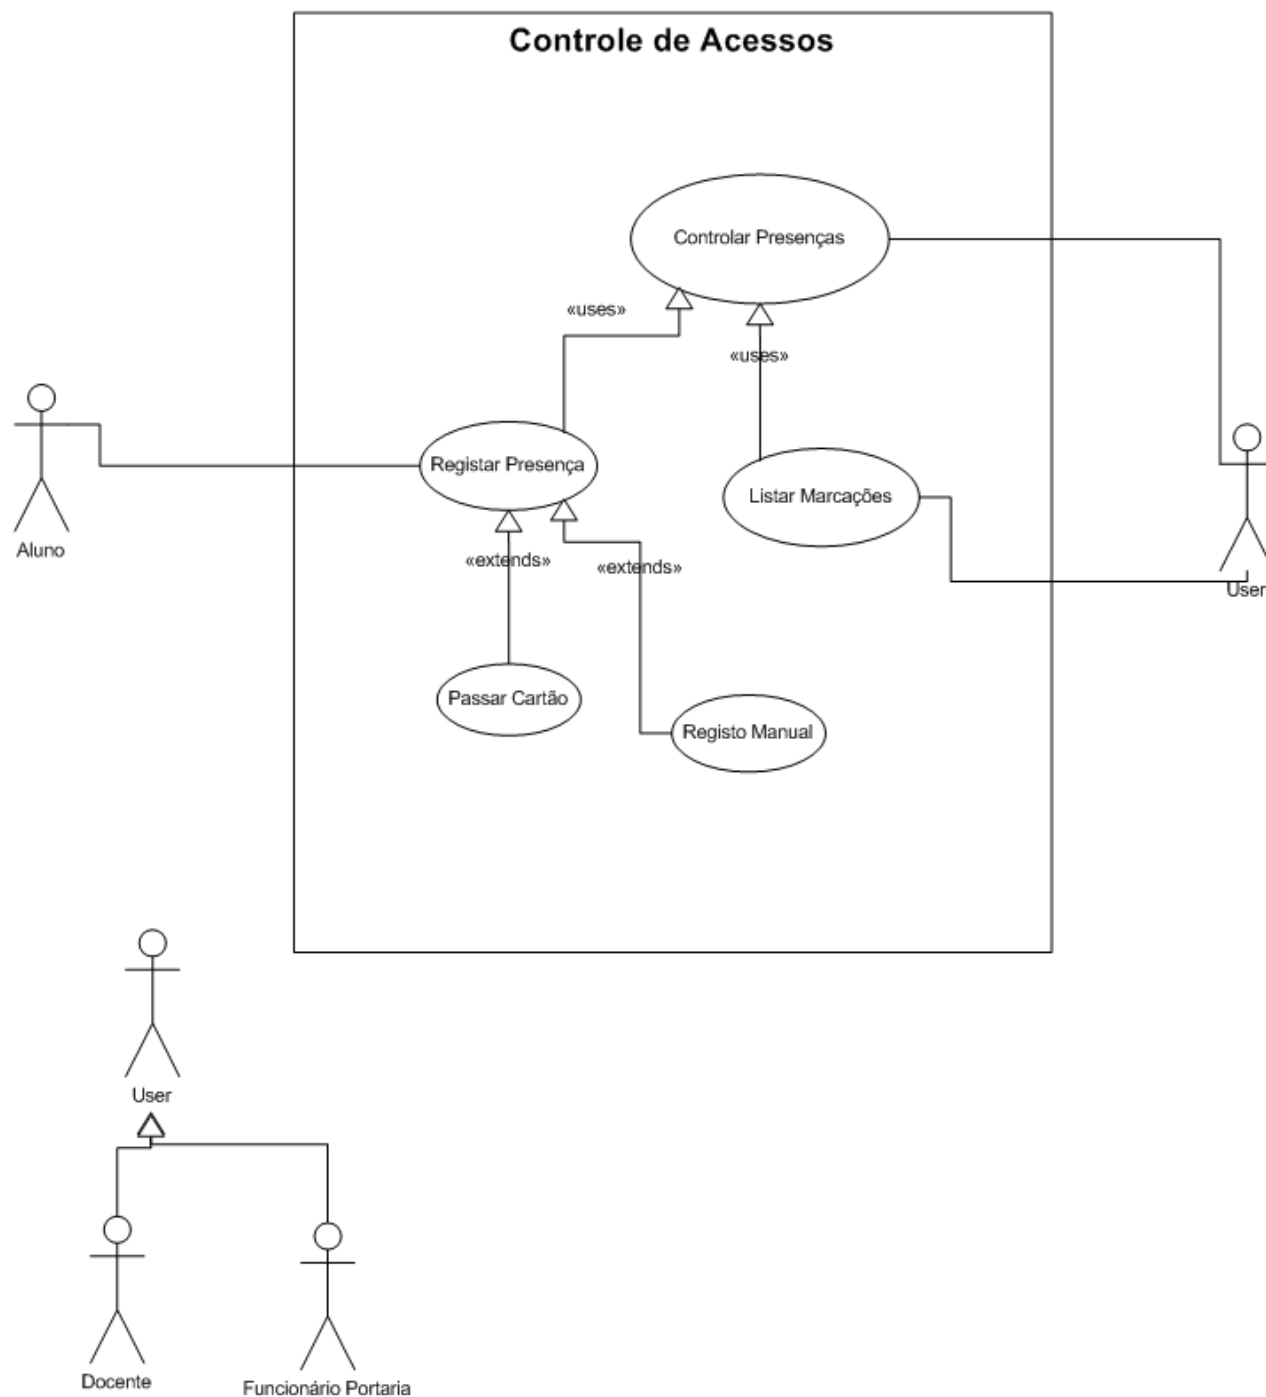 Controle de Acessos
Controlar Presenças
«uses»
«uses»
Registar Presença
Listar Marcações
Aluno
«extends»
«extends»
User
Passar Cartão
Registo Manual
User
Docente
Funcionário Portaria